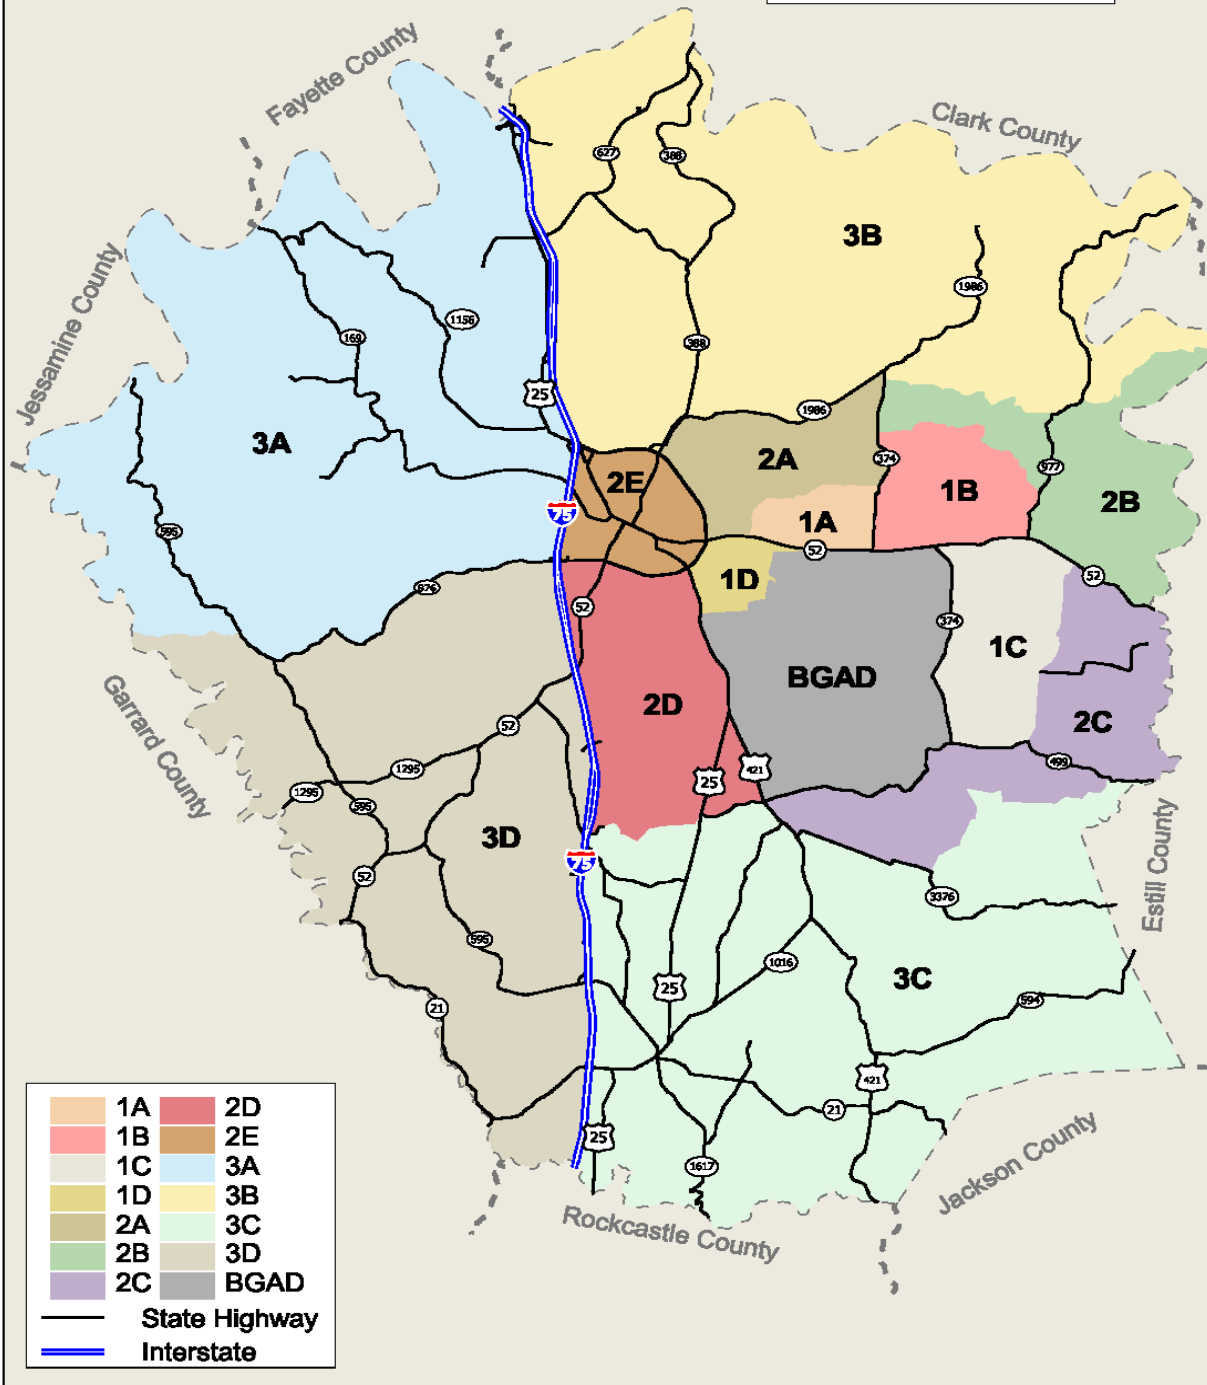 Fayette County
Clark County
627
388
3B
Jessamine County
1986
1156
169
388
25
1986
3A
2A
374
977
2E
1B
2B
1A
75
595
52
1D
52
876
52
374
1C
BGAD
Garrard County
2D
2C
52
499
1295
421
25
1295
595
3D
75
Estill County
52
3376
595
1016
3C
25
594
21
421
21
25
1617
Jackson County
Rockcastle County
1A 2D
1B 2E
1C 3A
1D 3B
2A 3C
2B 3D
2C BGAD
State Highway
Interstate